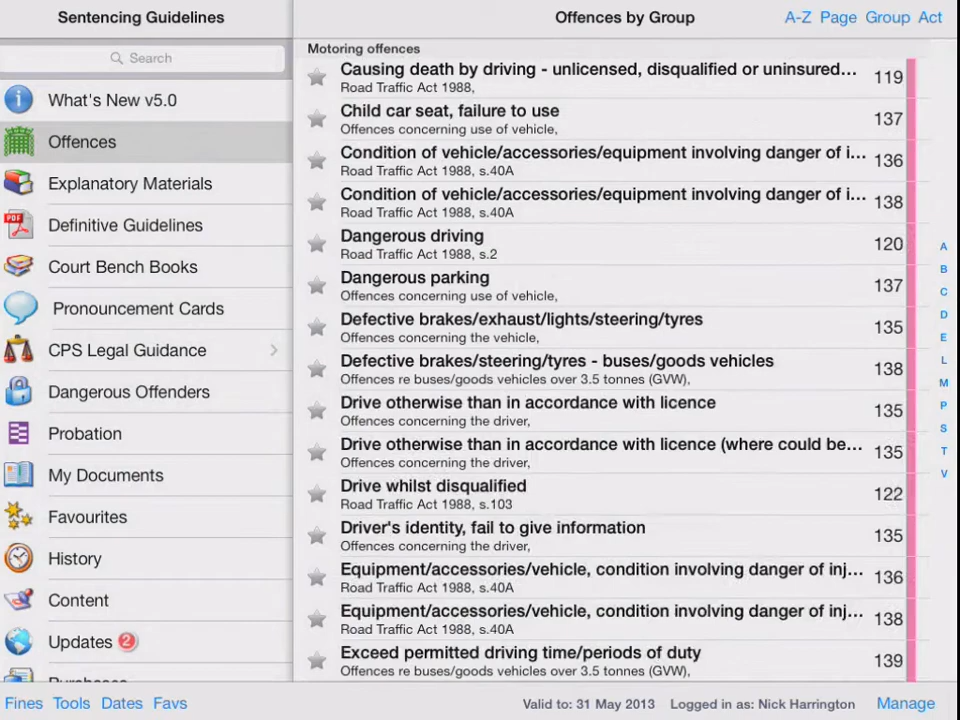 Sentencing Guidelines
Search
What's New v5.0
Offences
Explanatory Materials
PDF
Definitive Guidelines
Court Bench Books
Pronouncement Cards
CPS Legal Guidance
Dangerous Offenders
Probation
My Documents
Favourites
History
Content
Updates 2
Purchases
Fines Tools Dates Favs
Offences by Group
A-Z Page Group Act
Motoring offences
Causing death by driving - unlicensed, disqualified or uninsured... 119
Road Traffic Act 1988,
Child car seat, failure to use 137
Offences concerning use of vehicle,
Condition of vehicle/accessories/equipment involving danger of i... 136
Road Traffic Act 1988, s.40A
Condition of vehicle/accessories/equipment involving danger of i... 138
Road Traffic Act 1988, s.40A
Dangerous driving 120
Road Traffic Act 1988, s.2
Dangerous parking 137
Offences concerning use of vehicle,
Defective brakes/exhaust/lights/steering/tyres 135
Offences concerning the vehicle,
Defective brakes/steering/tyres - buses/goods vehicles 138
Offences re buses/goods vehicles over 3.5 tonnes (GVW),
Drive otherwise than in accordance with licence 135
Offences concerning the driver,
Drive otherwise than in accordance with licence (where could be... 135
Offences concerning the driver,
Drive whilst disqualified 122
Road Traffic Act 1988, s.103
Driver's identity, fail to give information 135
Offences concerning the driver,
Equipment/accessories/vehicle, condition involving danger of inj... 136
Road Traffic Act 1988, s.40A
Equipment/accessories/vehicle, condition involving danger of inj... 138
Road Traffic Act 1988, s.40A
Exceed permitted driving time/periods of duty 139
Offences re buses/goods vehicles over 3.5 tonnes (GVW),
A
B
C
D
E
L
M
P
S
T
V
Valid to: 31 May 2013 Logged in as: Nick Harrington Manage